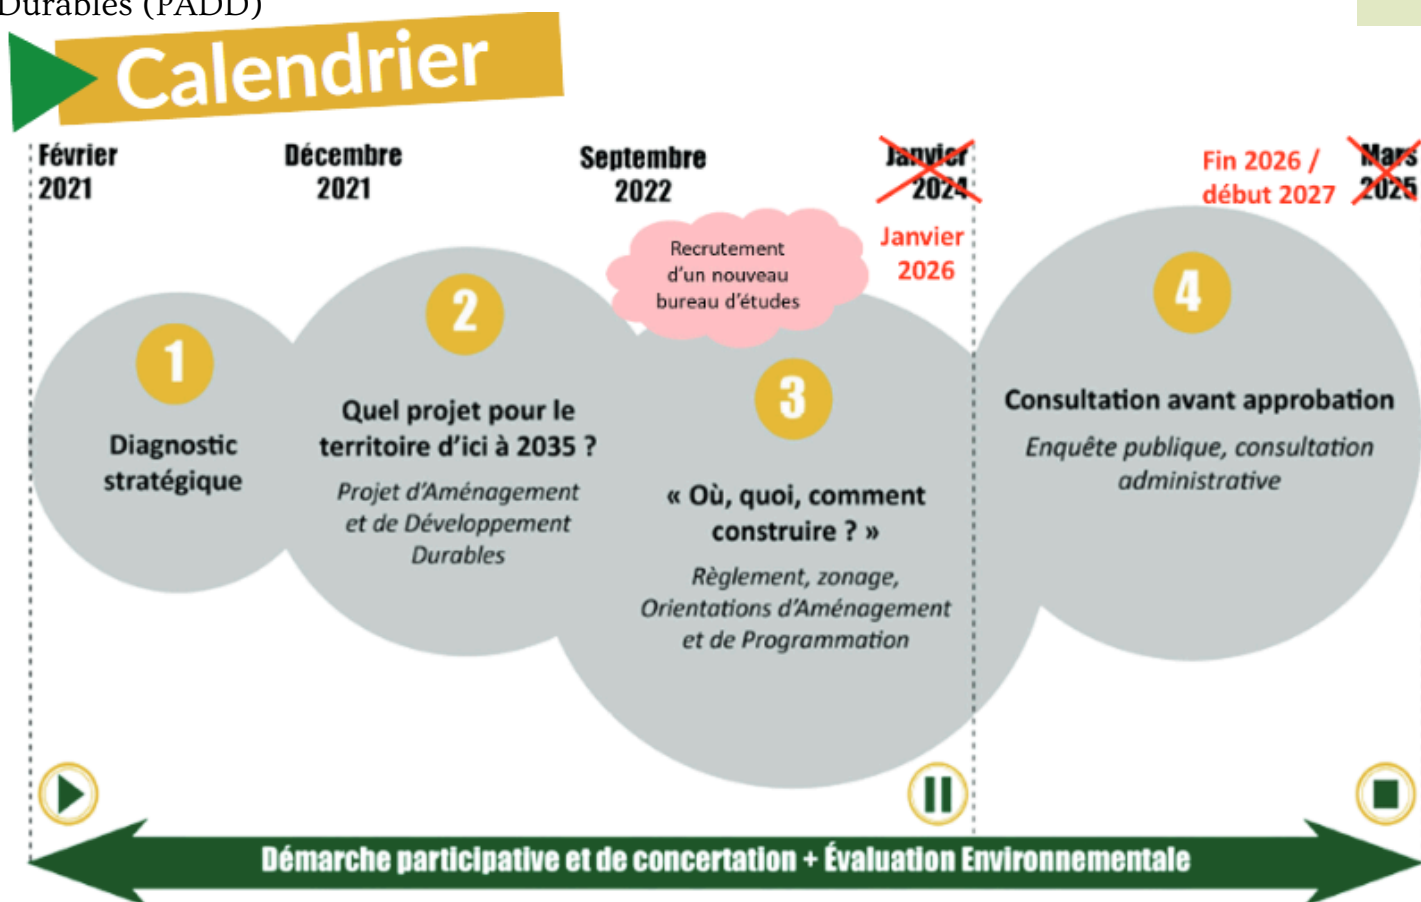 Durables (PADD)
Calendrier
Février
2021
Décembre
2021
Septembre
2022
Janvier
2024
Janvier
2026
Fin 2026 /
début 2027
Mars
2025
Recrutement
d'un nouveau
bureau d'études
1
Diagnostic
stratégique
2
Quel projet pour le
territoire d'ici à 2035 ?
Projet d'Aménagement
et de Développement
Durables
3
« Où, quoi, comment
construire ? »
Règlement, zonage,
Orientations d'Aménagement
et de Programmation
4
Consultation avant approbation
Enquête publique, consultation
administrative
Démarche participative et de concertation + Évaluation Environnementale